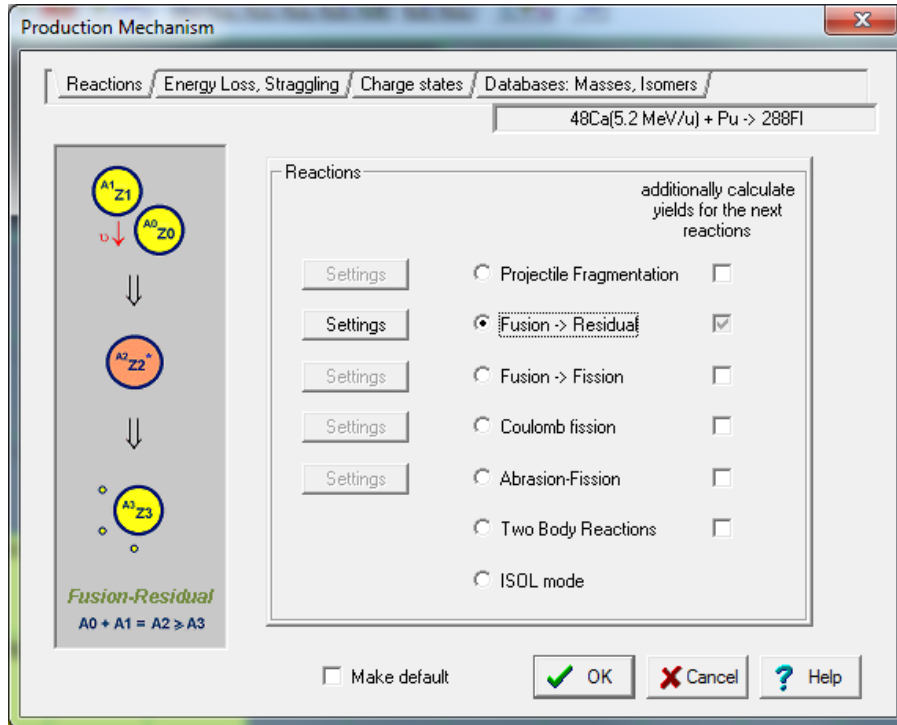 Production Mechanism
X
Reactions
Energy Loss, Straggling
Charge states
Databases: Masses, Isomers
48Ca(5.2 MeV/u) + Pu -> 288Fl
A1Z1
A0Z0
υ
A2Z2*
A3Z3
Fusion-Residual
A0 + A1 = A2 ⩾ A3
Reactions
additionally calculate
yields for the next
reactions
Settings
Projectile Fragmentation
Settings
Fusion -> Residual
Settings
Fusion -> Fission
Settings
Coulomb fission
Settings
Abrasion-Fission
Two Body Reactions
ISOL mode
Make default
OK
Cancel
? Help